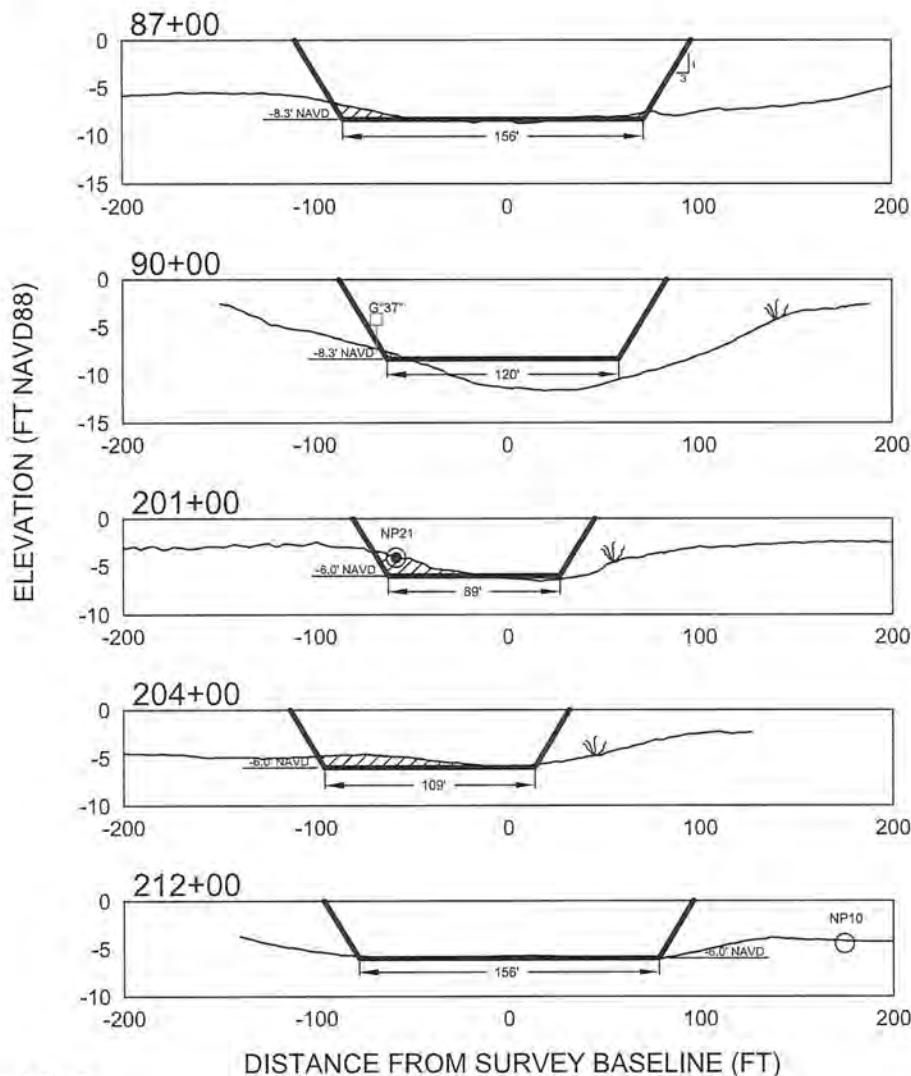 ELEVATION (FT NAVD88)
87+00
0
-5
-10
-15
-8.3' NAVD
156'
1
3
-200 -100 0 100 200
90+00
0
-5
-10
-15
G"37"
-8.3' NAVD
120'
-200 -100 0 100 200
201+00
0
-5
-10
NP21
-6.0' NAVD
89'
-200 -100 0 100 200
204+00
0
-5
-10
-6.0' NAVD
109'
-200 -100 0 100 200
212+00
0
-5
-10
NP10
-6.0' NAVD
156'
-200 -100 0 100 200
DISTANCE FROM SURVEY BASELINE (FT)